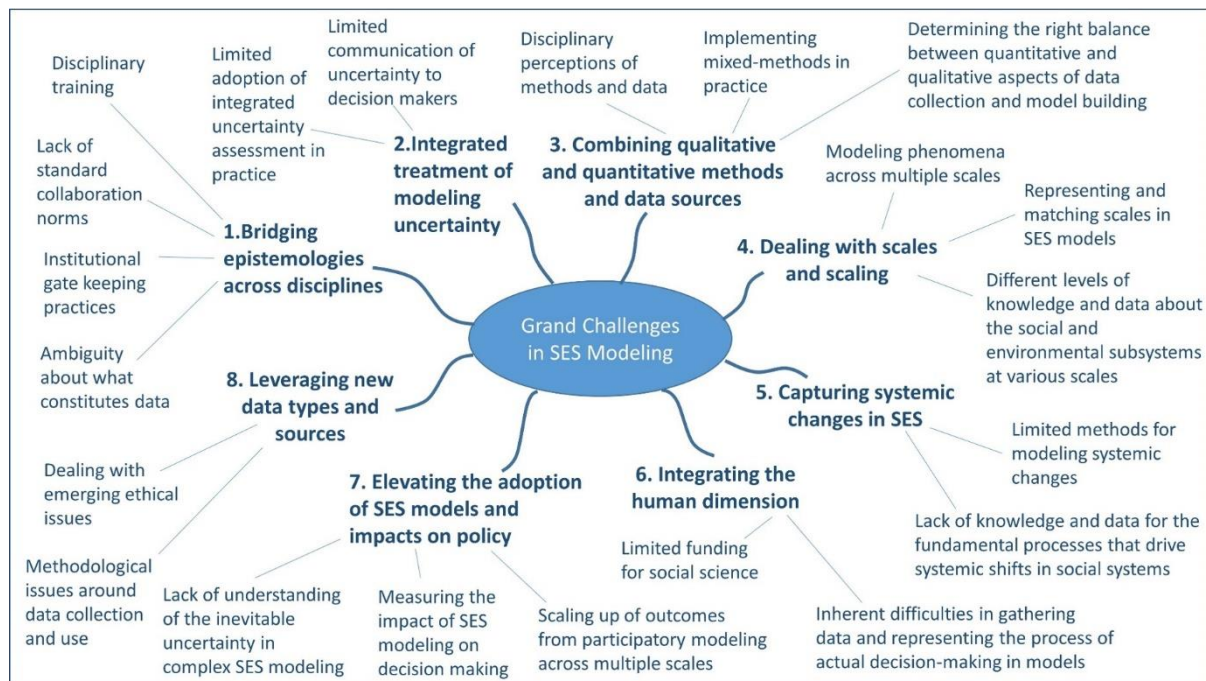 Grand Challenges
in SES Modeling
1.Bridging
epistemologies
across disciplines
Disciplinary
training
Lack of
standard
collaboration
norms
Institutional
gate keeping
practices
Ambiguity
about what
constitutes data
2.Integrated
treatment of
modeling
uncertainty
Limited
adoption of
integrated
uncertainty
assessment in
practice
Limited
communication of
uncertainty to
decision makers
3. Combining qualitative
and quantitative methods
and data sources
Disciplinary
perceptions of
methods and data
Implementing
mixed-methods in
practice
Determining the right balance
between quantitative and
qualitative aspects of data
collection and model building
4. Dealing with scales
and scaling
Modeling phenomena
across multiple scales
Representing and
matching scales in
SES models
Different levels of
knowledge and data about
the social and
environmental subsystems
at various scales
5. Capturing systemic
changes in SES
Limited methods for
modeling systemic
changes
Lack of knowledge and data for the
fundamental processes that drive
systemic shifts in social systems
6. Integrating the
human dimension
Limited funding
for social science
Inherent difficulties in gathering
data and representing the process of
actual decision-making in models
7. Elevating the adoption
of SES models and
impacts on policy
Lack of understanding
of the inevitable
uncertainty in
complex SES modeling
Measuring the
impact of SES
modeling on
decision making
Scaling up of outcomes
from participatory modeling
across multiple scales
8. Leveraging new
data types and
sources
Dealing with
emerging ethical
issues
Methodological
issues around
data collection
and use